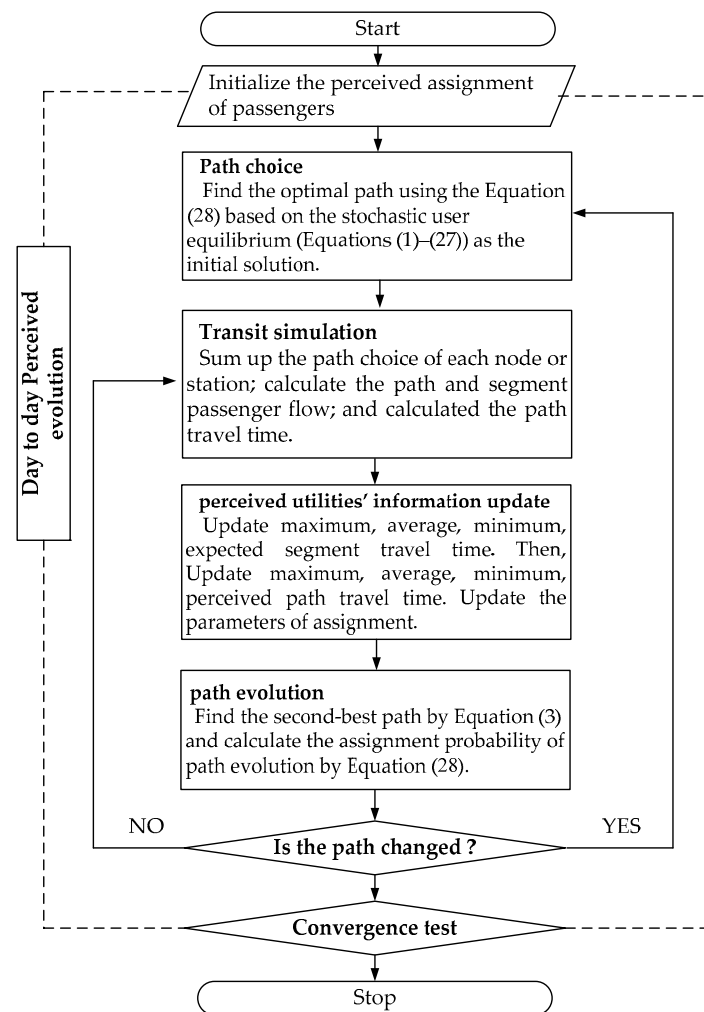 Start
Initialize the perceived assignment
of passengers
Path choice
Find the optimal path using the Equation
(28) based on the stochastic user
equilibrium (Equations (1)–(27)) as the
initial solution.
Day to day Perceived
evolution
Transit simulation
Sum up the path choice of each node or
station; calculate the path and segment
passenger flow; and calculated the path
travel time.
perceived utilities’ information update
Update maximum, average, minimum,
expected segment travel time. Then,
Update maximum, average, minimum,
perceived path travel time. Update the
parameters of assignment.
path evolution
Find the second-best path by Equation (3)
and calculate the assignment probability of
path evolution by Equation (28).
NO
YES
Is the path changed ?
Convergence test
Stop